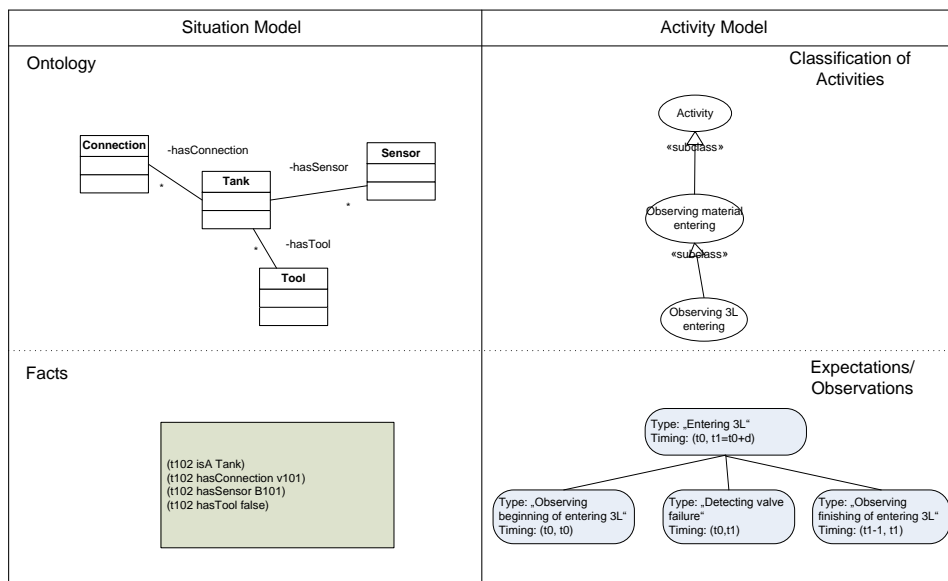 Situation Model
Activity Model
Ontology
Connection
-hasConnection
*
Tank
-hasSensor
Sensor
*
-hasTool
*
Tool
Classification of
Activities
Activity
«subclass»
Observing material
entering
«subclass»
Observing 3L
entering
Facts
(t102 isA Tank)
(t102 hasConnection v101)
(t102 hasSensor B101)
(t102 hasTool false)
Expectations/
Observations
Type: „Entering 3L“
Timing: (t0, t1=t0+d)
Type: „Observing
beginning of entering 3L“
Timing: (t0, t0)
Type: „Detecting valve
failure“
Timing: (t0,t1)
Type: „Observing
finishing of entering 3L“
Timing: (t1-1, t1)